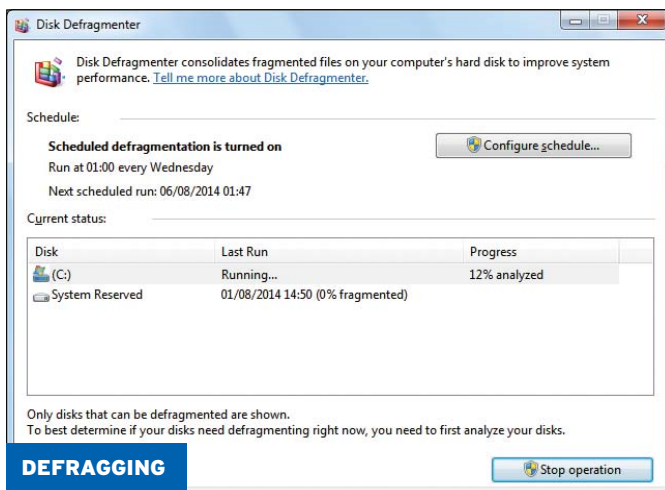 Disk Defragmenter
Disk Defragmenter consolidates fragmented files on your computer's hard disk to improve system
performance. Tell me more about Disk Defragmenter.
Schedule:
Scheduled defragmentation is turned on
Configure schedule...
Run at 01:00 every Wednesday
Next scheduled run: 06/08/2014 01:47
Current status:
Disk Last Run Progress
(C:) Running... 12% analyzed
System Reserved 01/08/2014 14:50 (0% fragmented)
Only disks that can be defragmented are shown.
To best determine if your disks need defragmenting right now, you need to first analyze your disks.
DEFRAGGING
Stop operation